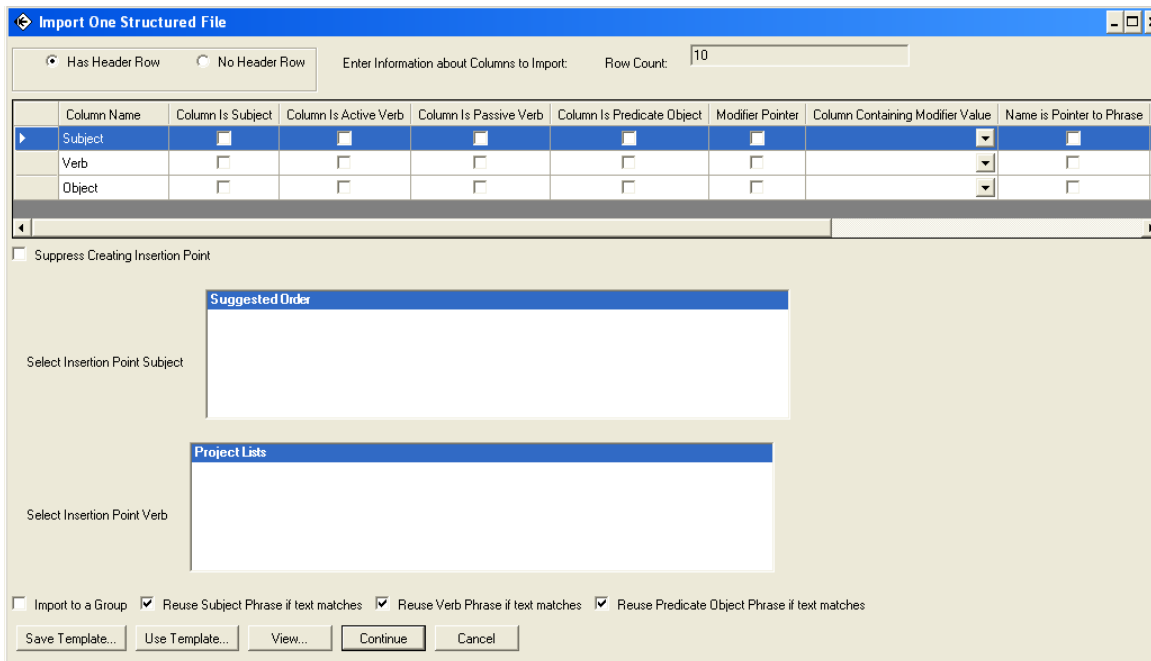 Import One Structured File
Has Header Row No Header Row Enter Information about Columns to Import: Row Count: 10
Column Name Column Is Subject Column Is Active Verb Column Is Passive Verb Column Is Predicate Object Modifier Pointer Column Containing Modifier Value Name is Pointer to Phrase
Subject
Verb
Object
Suppress Creating Insertion Point
Suggested Order
Select Insertion Point Subject
Project Lists
Select Insertion Point Verb
Import to a Group Reuse Subject Phrase if text matches Reuse Verb Phrase if text matches Reuse Predicate Object Phrase if text matches
Save Template... Use Template... View... Continue Cancel